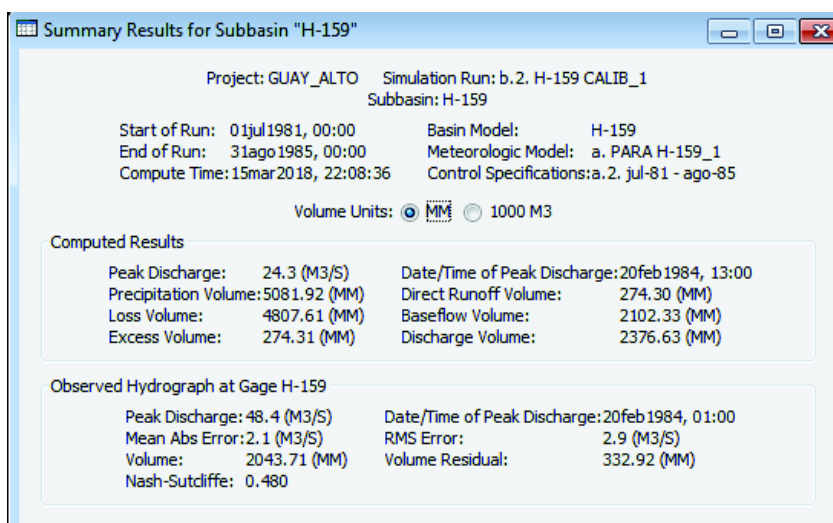 Summary Results for Subbasin "H-159"
Project: GUAY_ALTO Simulation Run: b.2. H-159 CALIB_1
Subbasin: H-159
Start of Run: 01jul1981, 00:00 Basin Model: H-159
End of Run: 31ago1985, 00:00 Meteorologic Model: a. PARA H-159_1
Compute Time:15mar2018, 22:08:36 Control Specifications:a.2. jul-81 - ago-85
Volume Units: MM 1000 M3
Computed Results
Peak Discharge: 24.3 (M3/S) Date/Time of Peak Discharge:20feb1984, 13:00
Precipitation Volume:5081.92 (MM) Direct Runoff Volume: 274.30 (MM)
Loss Volume: 4807.61 (MM) Baseflow Volume: 2102.33 (MM)
Excess Volume: 274.31 (MM) Discharge Volume: 2376.63 (MM)
Observed Hydrograph at Gage H-159
Peak Discharge:48.4 (M3/S) Date/Time of Peak Discharge:20feb1984, 01:00
Mean Abs Error:2.1 (M3/S) RMS Error: 2.9 (M3/S)
Volume: 2043.71 (MM) Volume Residual: 332.92 (MM)
Nash-Sutcliffe: 0.480